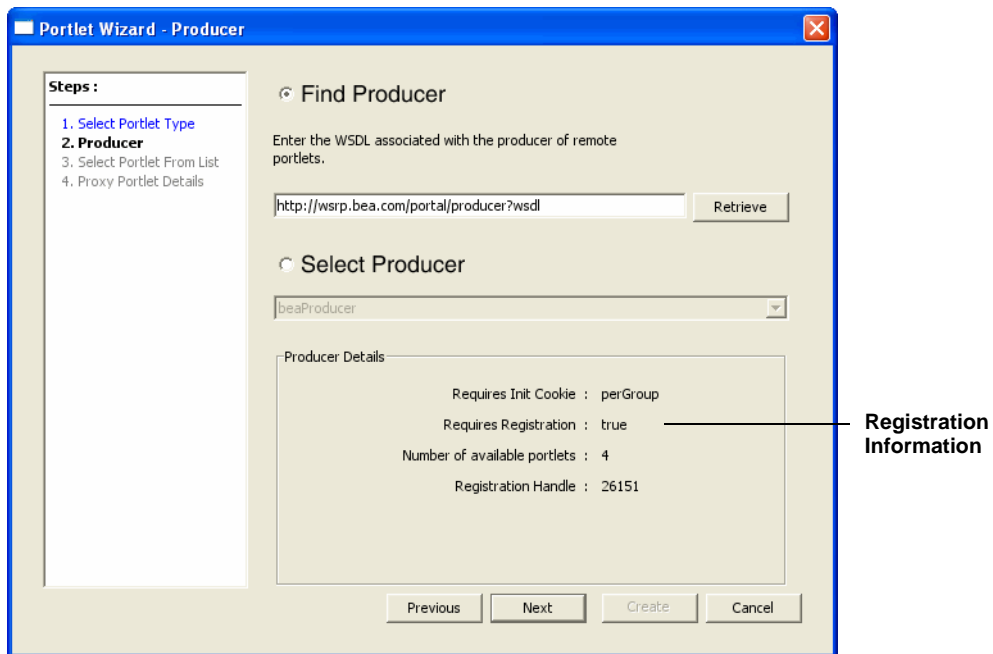 Portlet Wizard - Producer
Steps :
1. Select Portlet Type
2. Producer
3. Select Portlet From List
4. Proxy Portlet Details
Find Producer
Enter the WSDL associated with the producer of remote
portlets.
http://wsrp.bea.com/portal/producer?wsdl
Retrieve
Select Producer
beaProducer
Producer Details
Requires Init Cookie : perGroup
Requires Registration : true
Number of available portlets : 4
Registration Handle : 26151
Registration
Information
Previous Next Create Cancel